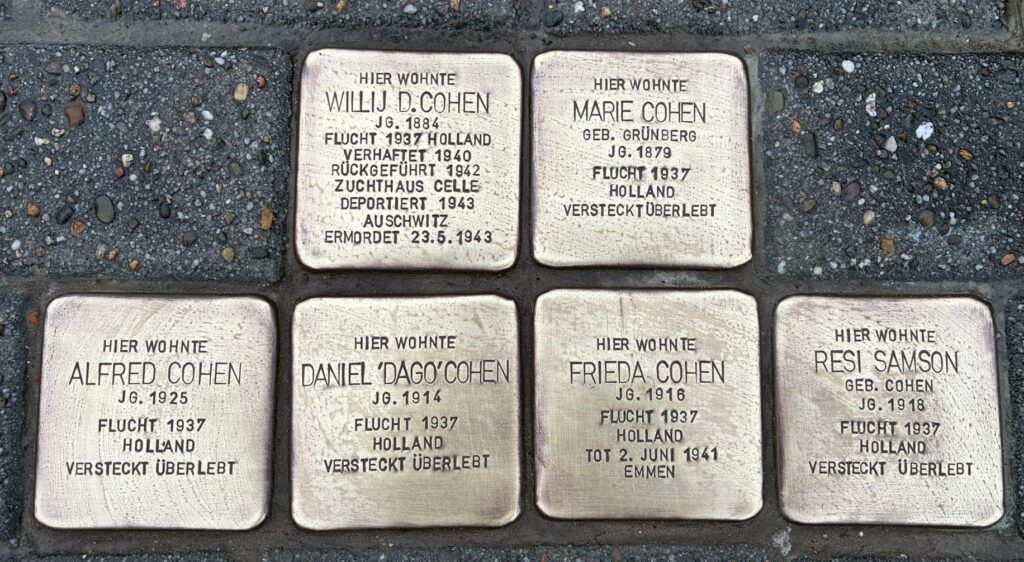 HIER WOHNTE
WILLIJ D. COHEN
JG. 1884
FLUCHT 1937 HOLLAND
VERHAFTET 1940
RÜCKGEFÜHRT 1942
ZUCHTHAUS CELLE
DEPORTIERT 1943
AUSCHWITZ
ERMORDET 23.5.1943
HIER WOHNTE
MARIE COHEN
GEB. GRÜNBERG
JG. 1879
FLUCHT 1937
HOLLAND
VERSTECKT ÜBERLEBT
HIER WOHNTE
ALFRED COHEN
JG. 1925
FLUCHT 1937
HOLLAND
VERSTECKT ÜBERLEBT
HIER WOHNTE
DANIEL 'DAGO' COHEN
JG. 1914
FLUCHT 1937
HOLLAND
VERSTECKT ÜBERLEBT
HIER WOHNTE
FRIEDA COHEN
JG. 1916
FLUCHT 1937
HOLLAND
TOT 2. JUNI 1941
EMMEN
HIER WOHNTE
RESI SAMSON
GEB. COHEN
JG. 1918
FLUCHT 1937
HOLLAND
VERSTECKT ÜBERLEBT